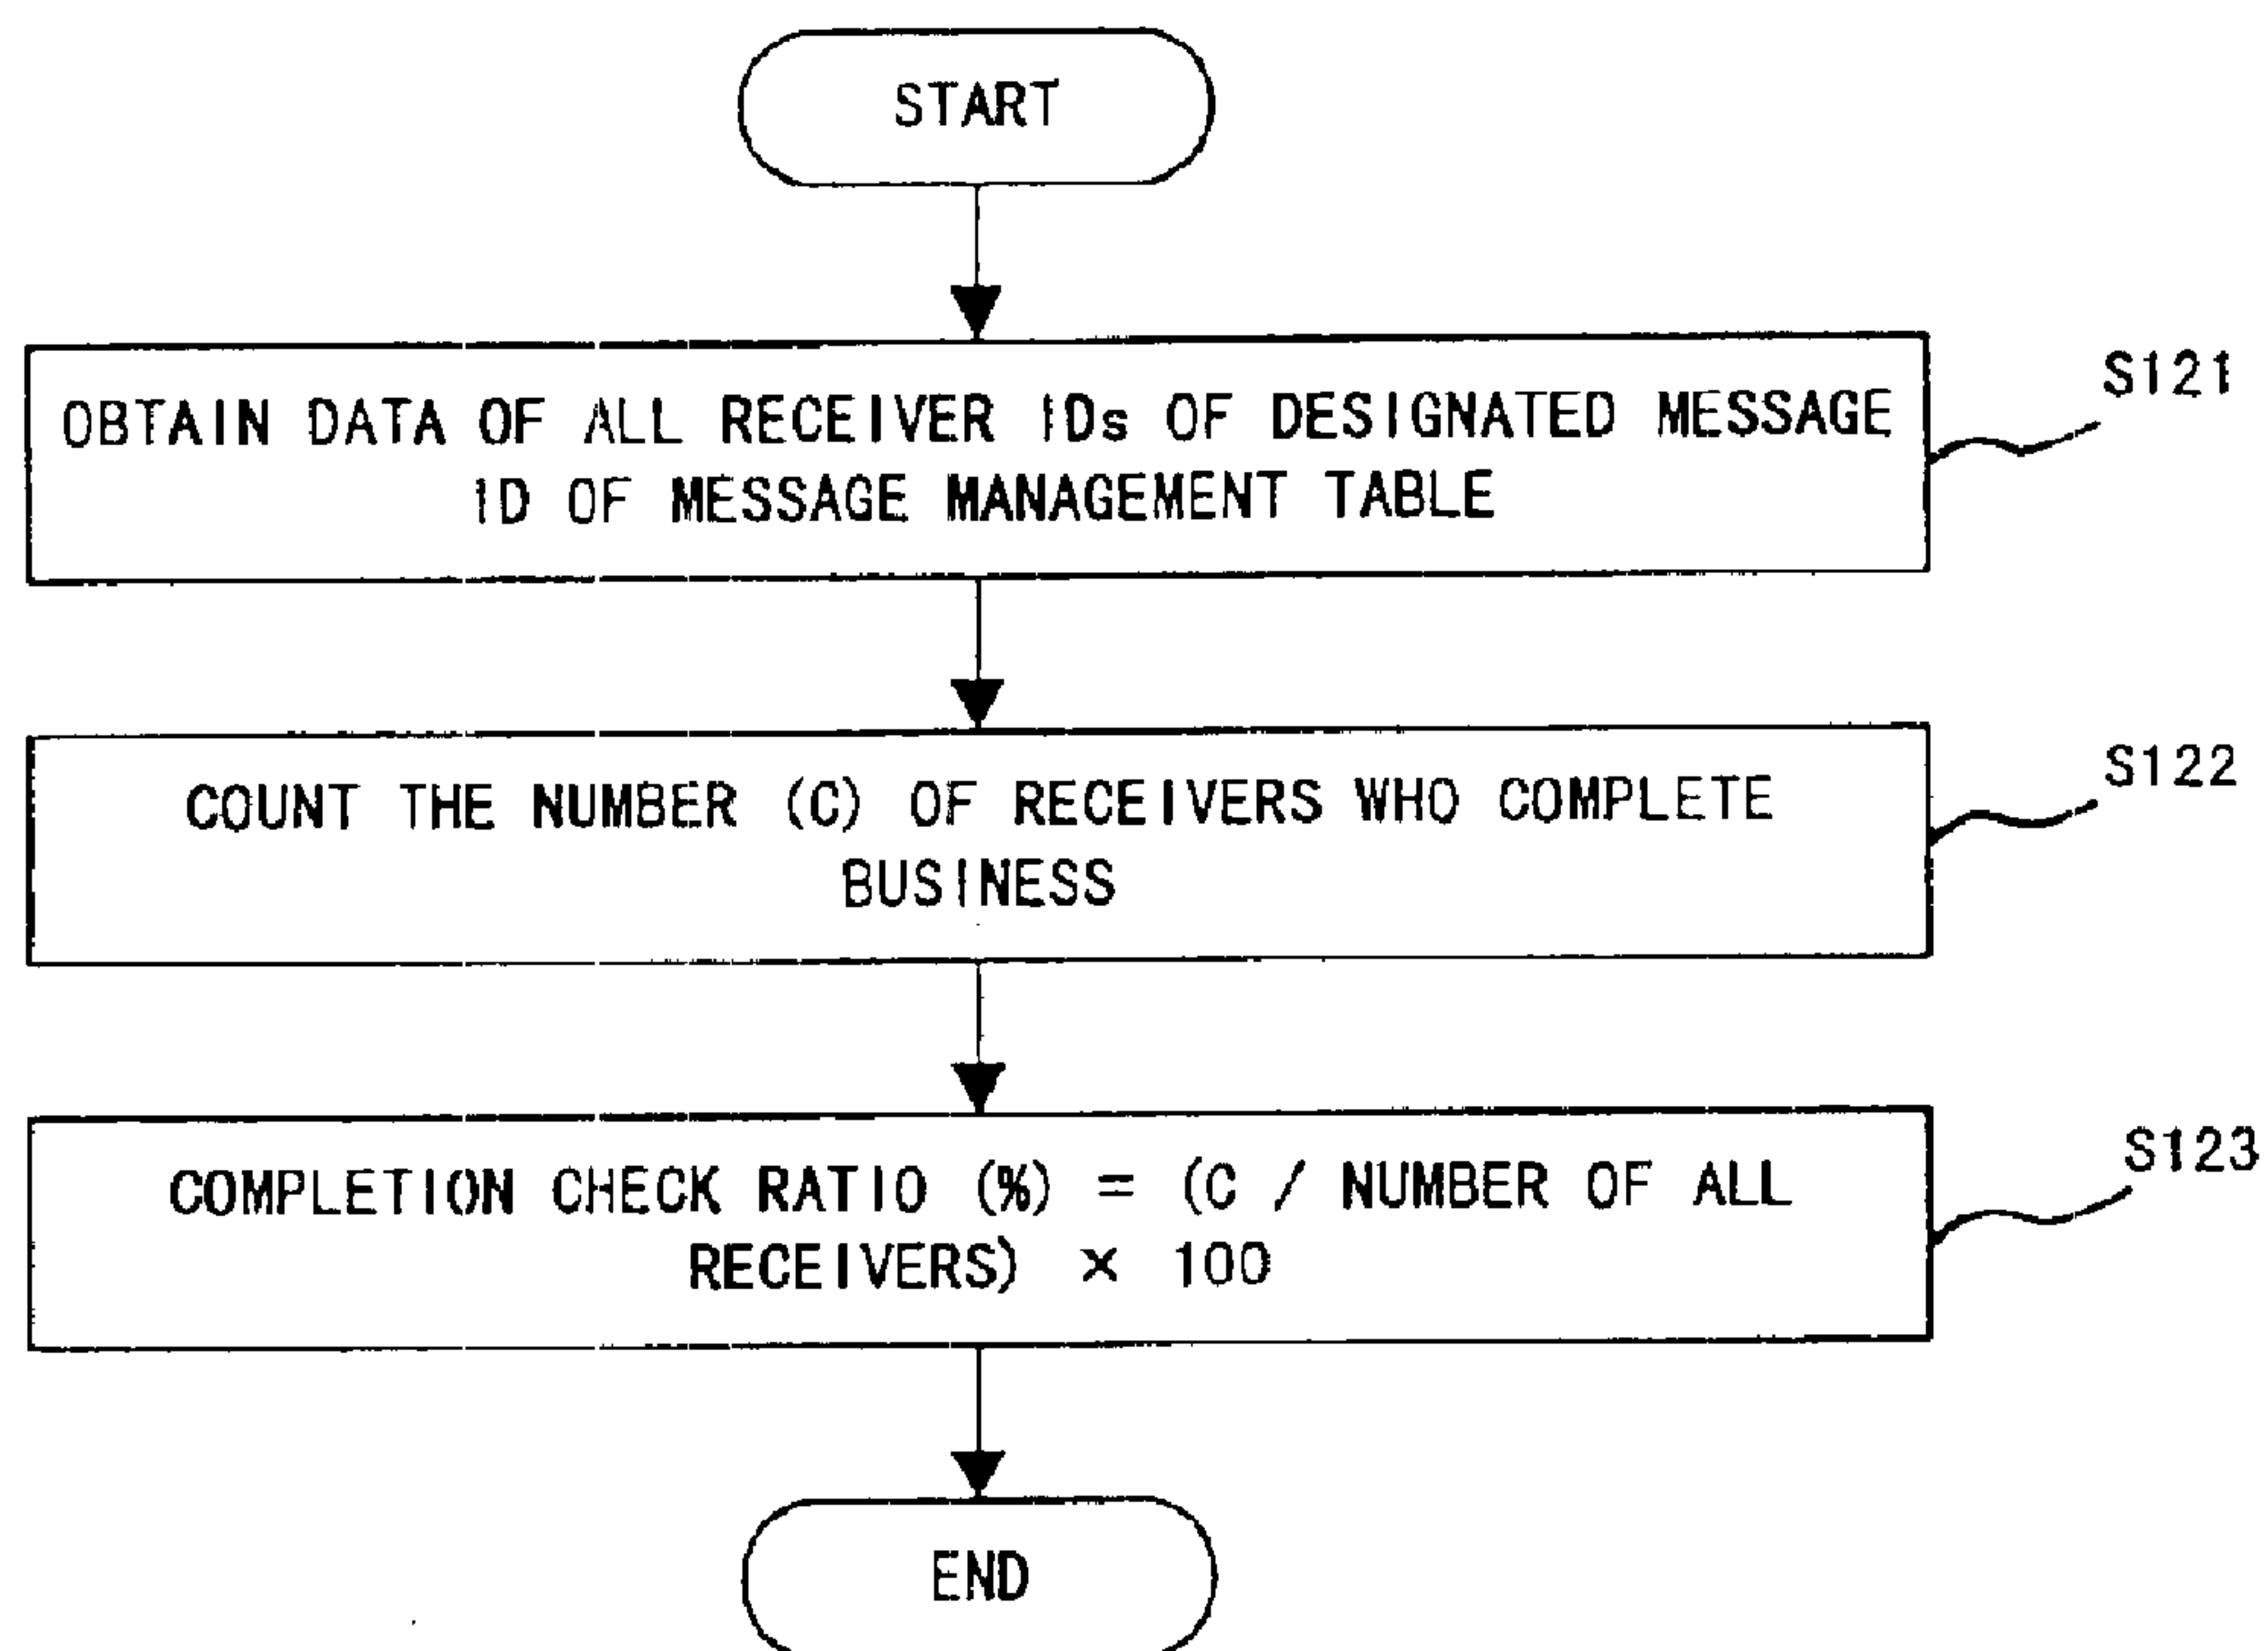 START
S121
OBTAIN DATA OF ALL RECEIVER IDs OF DESIGNATED MESSAGE
ID OF MESSAGE MANAGEMENT TABLE
S122
COUNT THE NUMBER (C) OF RECEIVERS WHO COMPLETE
BUSINESS
S123
COMPLETION CHECK RATIO (%) = (C / NUMBER OF ALL
RECEIVERS) × 100
END